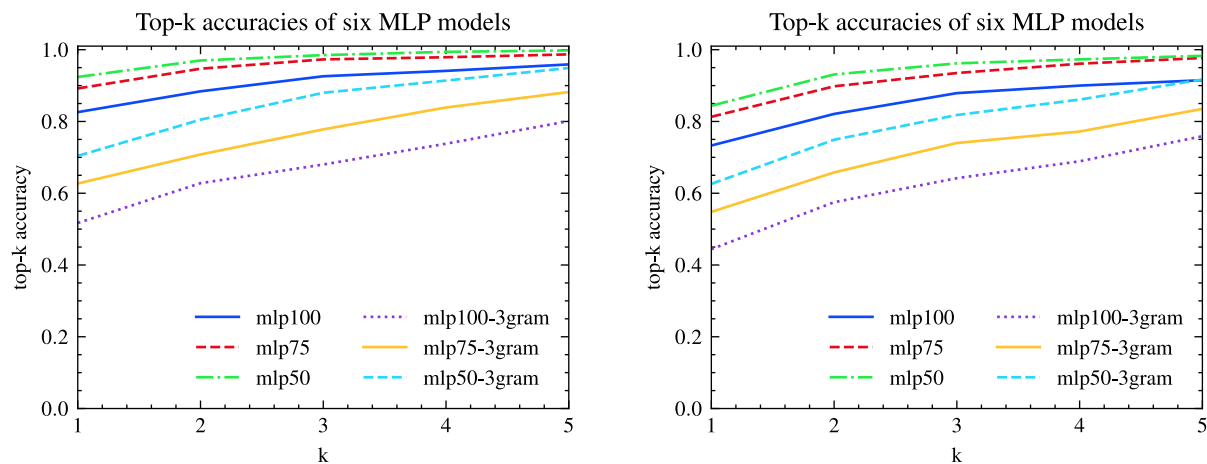 Top-k accuracies of six MLP models
1.0
0.8
0.6
0.4
0.2
0.0
top-k accuracy
mlp100
mlp75
mlp50
mlp100-3gram
mlp75-3gram
mlp50-3gram
1 2 3 4 5
k
Top-k accuracies of six MLP models
1.0
0.8
0.6
0.4
0.2
0.0
top-k accuracy
mlp100
mlp75
mlp50
mlp100-3gram
mlp75-3gram
mlp50-3gram
1 2 3 4 5
k